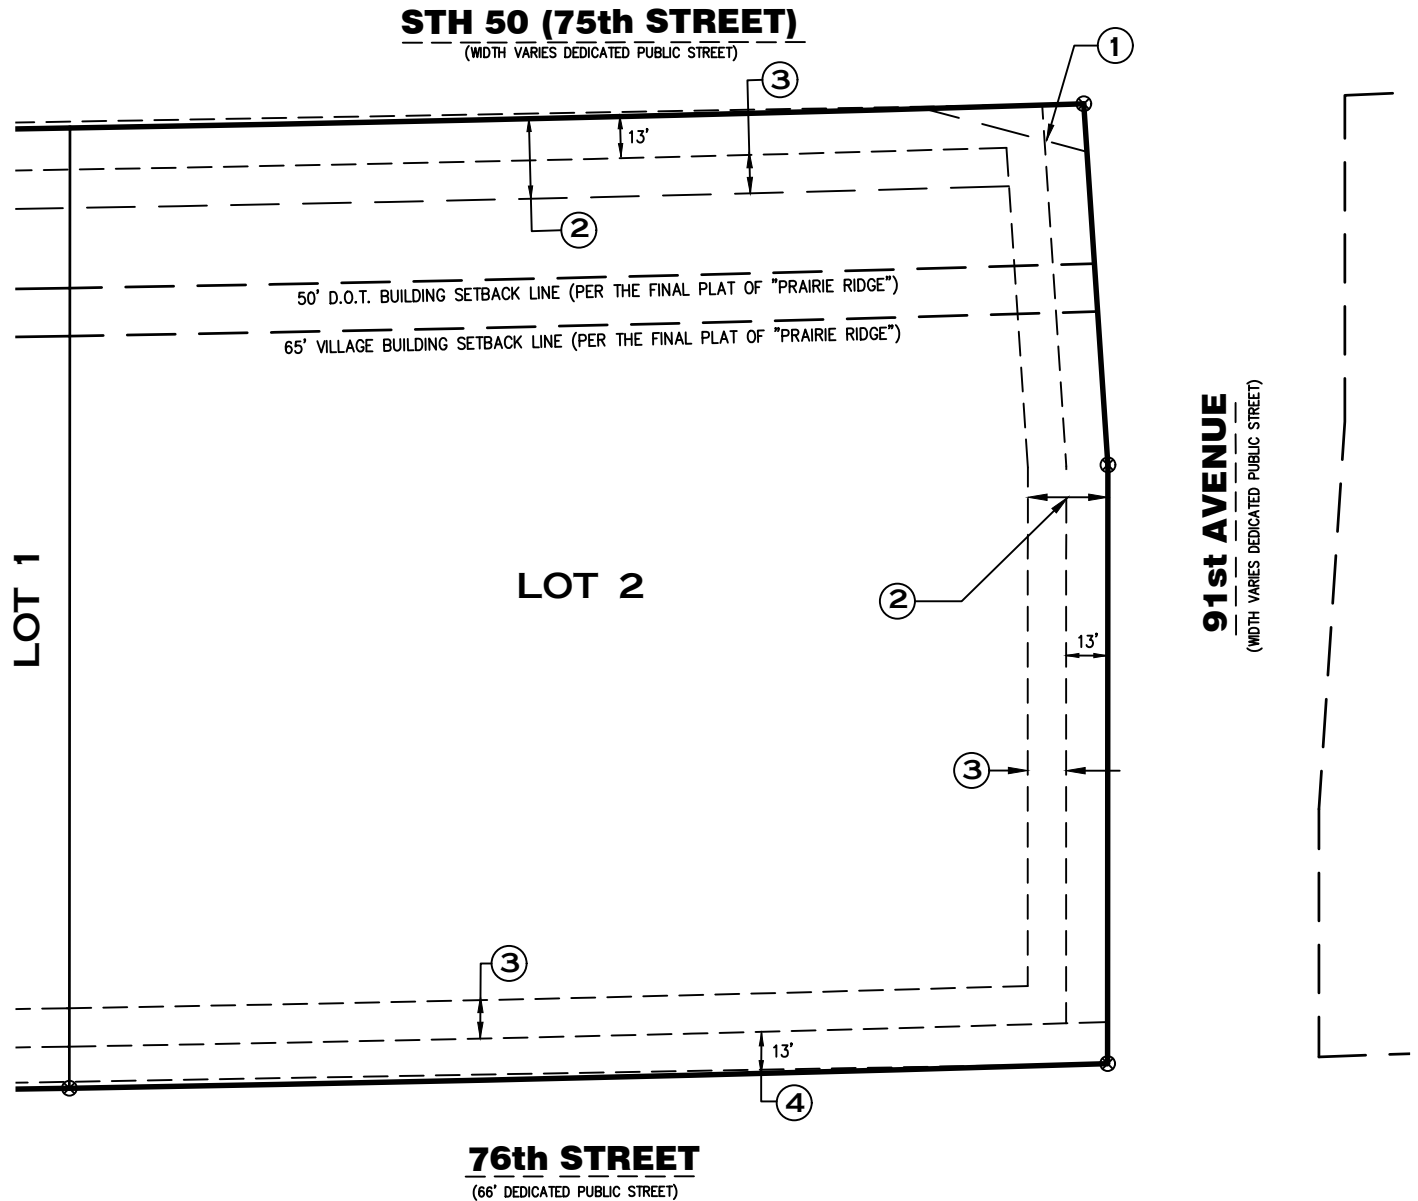 STH 50 (75th STREET)
(WIDTH VARIES DEDICATED PUBLIC STREET)
1
3
13'
2
50' D.O.T. BUILDING SETBACK LINE (PER THE FINAL PLAT OF "PRAIRIE RIDGE")
65' VILLAGE BUILDING SETBACK LINE (PER THE FINAL PLAT OF "PRAIRIE RIDGE")
91st AVENUE
(WIDTH VARIES DEDICATED PUBLIC STREET)
LOT 1
LOT 2
2
13'
3
3
13'
4
76th STREET
(66' DEDICATED PUBLIC STREET)